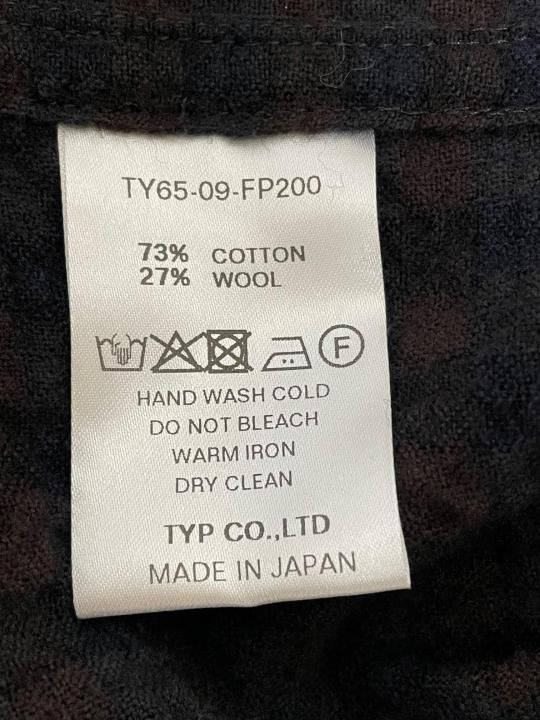 TY65-09-FP200
73% COTTON
27% WOOL
F
HAND WASH COLD
DO NOT BLEACH
WARM IRON
DRY CLEAN
TYP CO.,LTD
MADE IN JAPAN